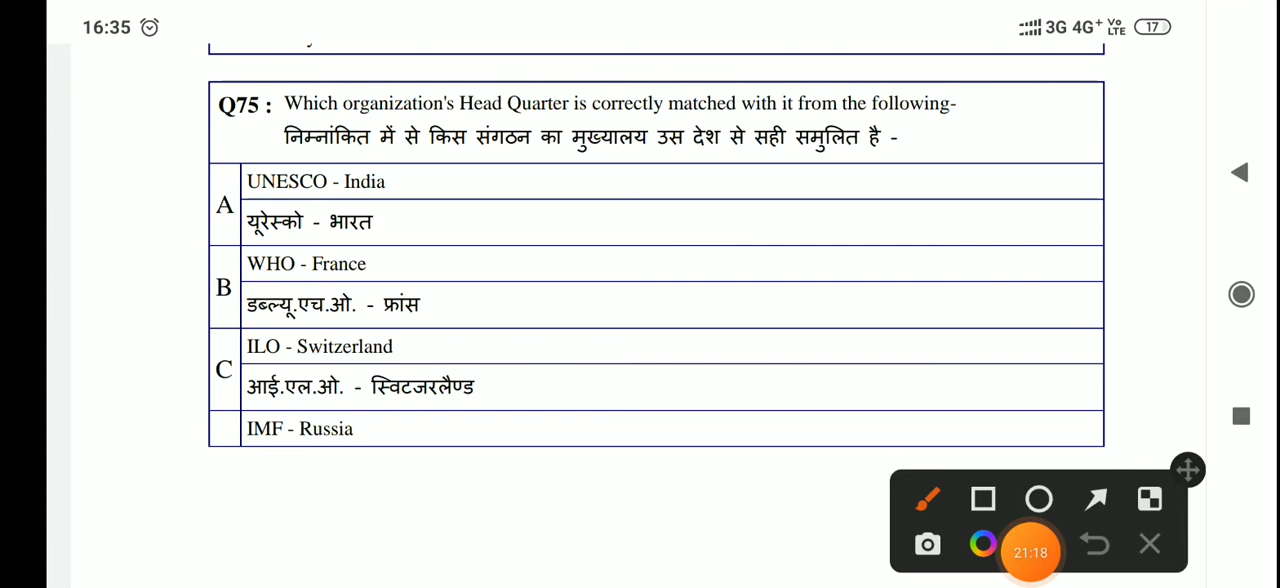 16:35
3G 4G+ Vo LTE 17
Q75 : Which organization's Head Quarter is correctly matched with it from the following-
निम्नांकित में से किस संगठन का मुख्यालय उस देश से सही समुलित है -
A
UNESCO - India
यूरेस्को - भारत
B
WHO - France
डब्ल्यू.एच.ओ. - फ्रांस
C
ILO - Switzerland
आई.एल.ओ. - स्विटजरलैण्ड
IMF - Russia
21:18